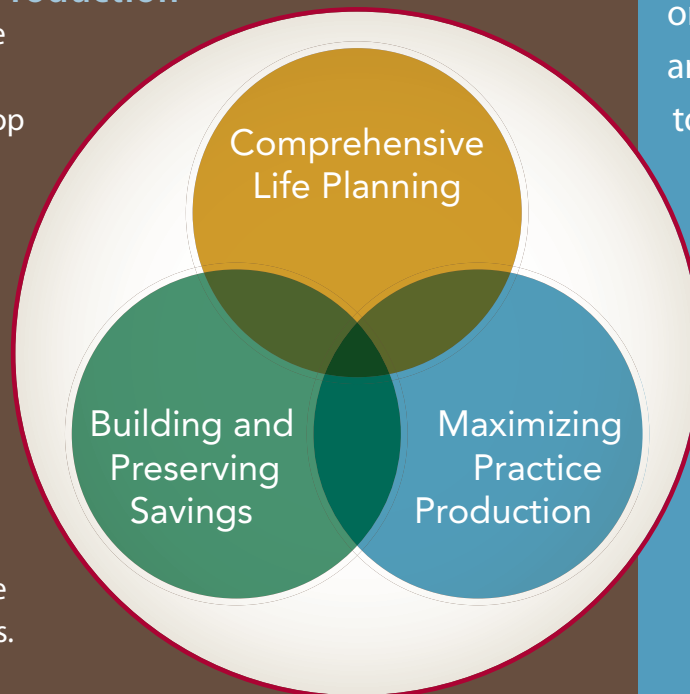 Comprehensive
Life Planning
Building and
Preserving
Savings
Maximizing
Practice
Production